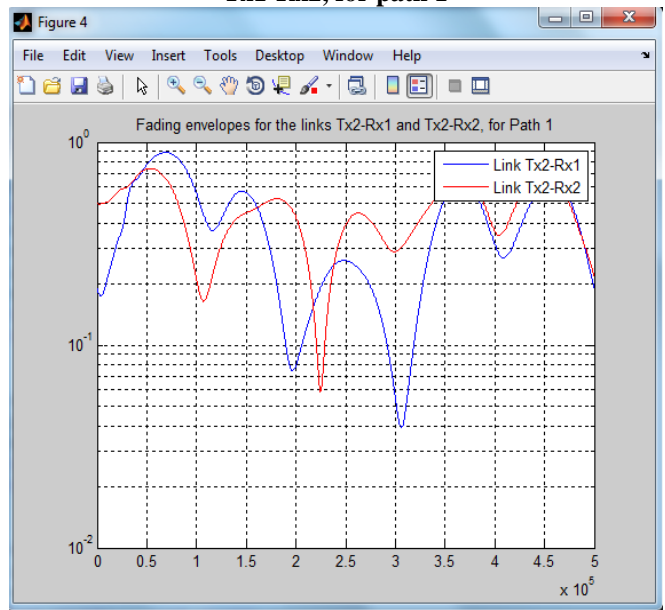 Figure 4
File Edit View Insert Tools Desktop Window Help
Fading envelopes for the links Tx2-Rx1 and Tx2-Rx2, for Path 1
Link Tx2-Rx1
Link Tx2-Rx2
10^0
10^-1
10^-2
0 0.5 1 1.5 2 2.5 3 3.5 4 4.5 5
x 10^5